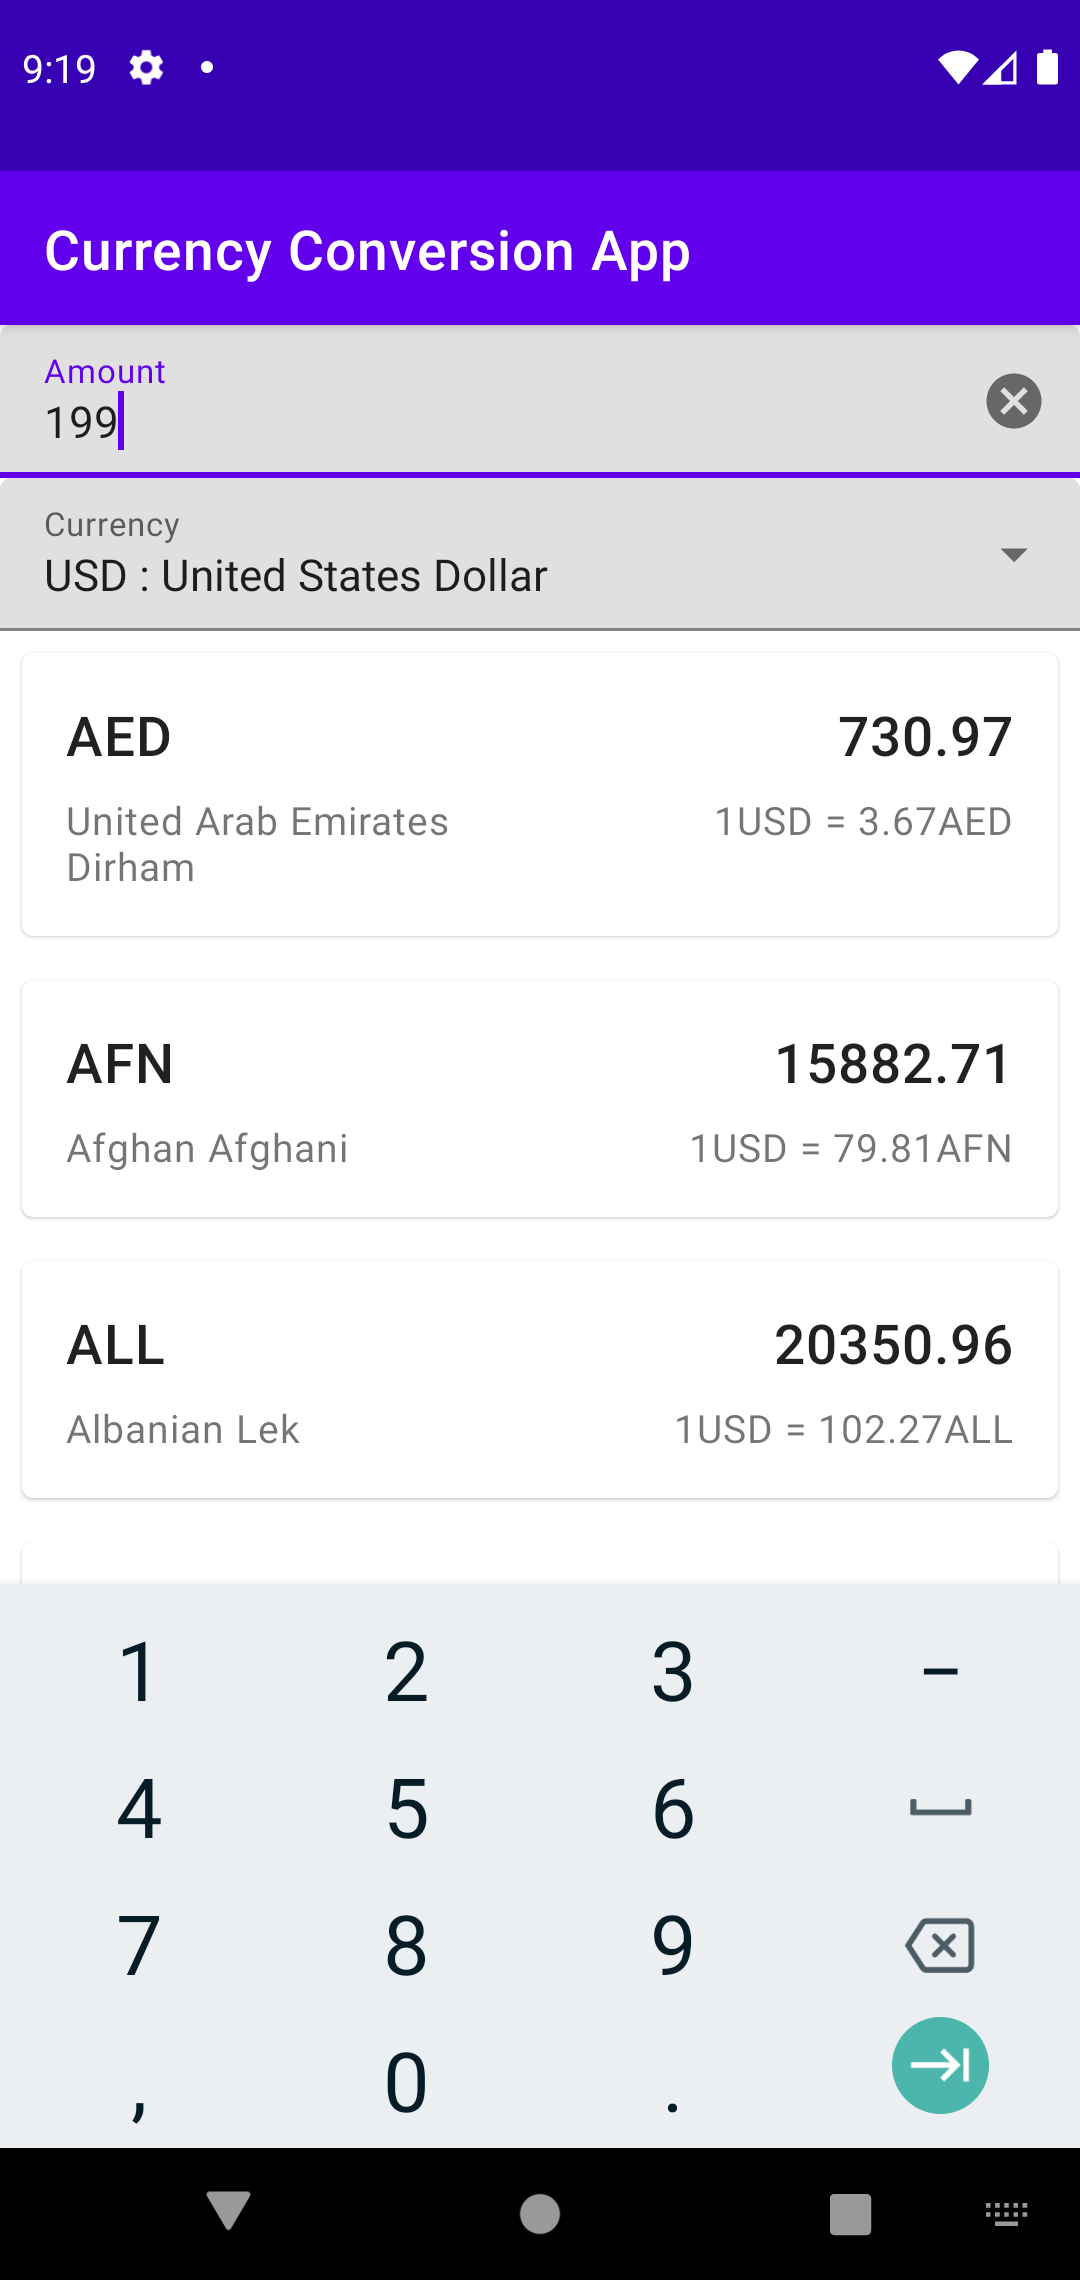 9:19
Currency Conversion App
Amount
199
Currency
USD : United States Dollar
AED
730.97
United Arab Emirates
Dirham
1USD = 3.67AED
AFN
15882.71
Afghan Afghani
1USD = 79.81AFN
ALL
20350.96
Albanian Lek
1USD = 102.27ALL
1 2 3 –
4 5 6
7 8 9
, 0 .